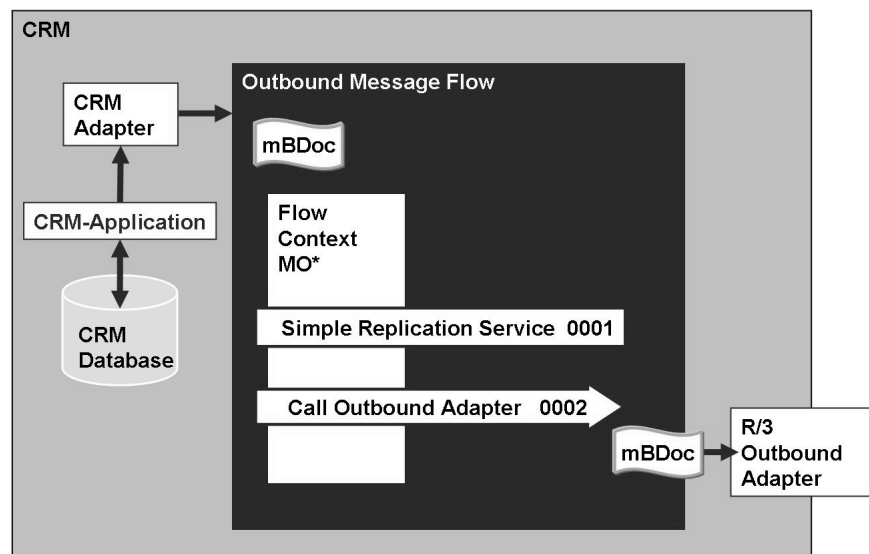 CRM
Outbound Message Flow
CRM
Adapter
mBDoc
Flow
Context
MO*
CRM-Application
Simple Replication Service 0001
CRM
Database
Call Outbound Adapter 0002
mBDoc
R/3
Outbound
Adapter